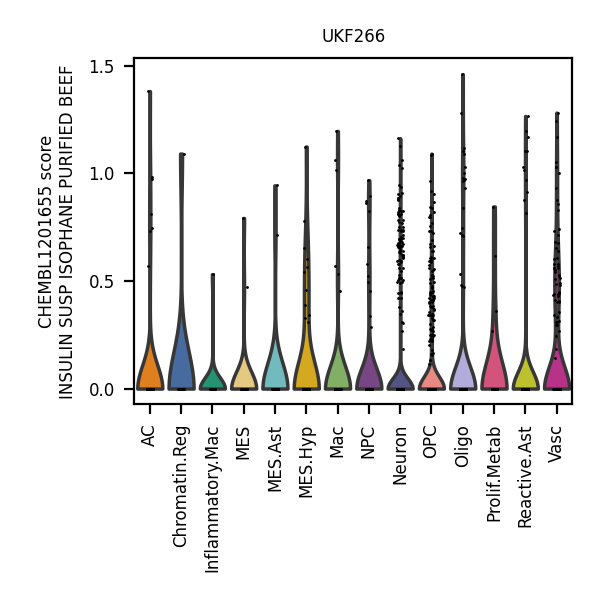 UKF266
CHEMBL1201655 score
INSULIN SUSP ISOPHANE PURIFIED BEEF
1.5
1.0
0.5
0.0
AC
Chromatin.Reg
Inflammatory.Mac
MES
MES.Ast
MES.Hyp
Mac
NPC
Neuron
OPC
Oligo
Prolif.Metab
Reactive.Ast
Vasc